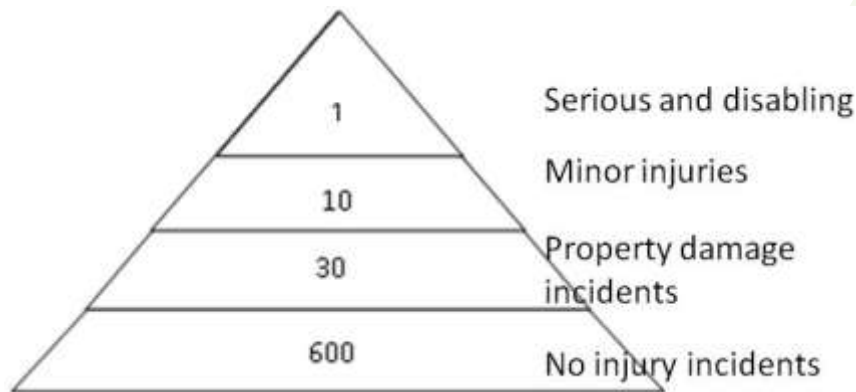 1
Serious and disabling
10
Minor injuries
30
Property damage
incidents
600
No injury incidents